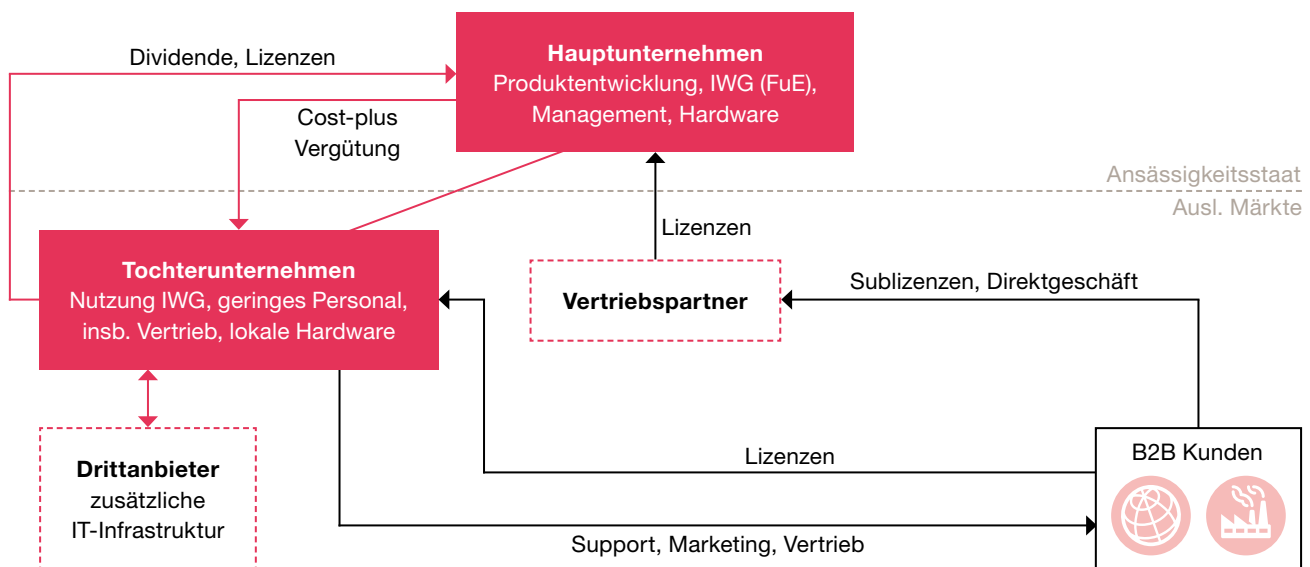 Dividende, Lizenzen
Hauptunternehmen
Produktentwicklung, IWG (FuE),
Management, Hardware
Cost-plus
Vergütung
Ansässigkeitsstaat
Ausl. Märkte
Lizenzen
Tochterunternehmen
Nutzung IWG, geringes Personal,
insb. Vertrieb, lokale Hardware
Vertriebspartner
Sublizenzen, Direktgeschäft
Drittanbieter
zusätzliche
IT-Infrastruktur
Lizenzen
B2B Kunden
Support, Marketing, Vertrieb